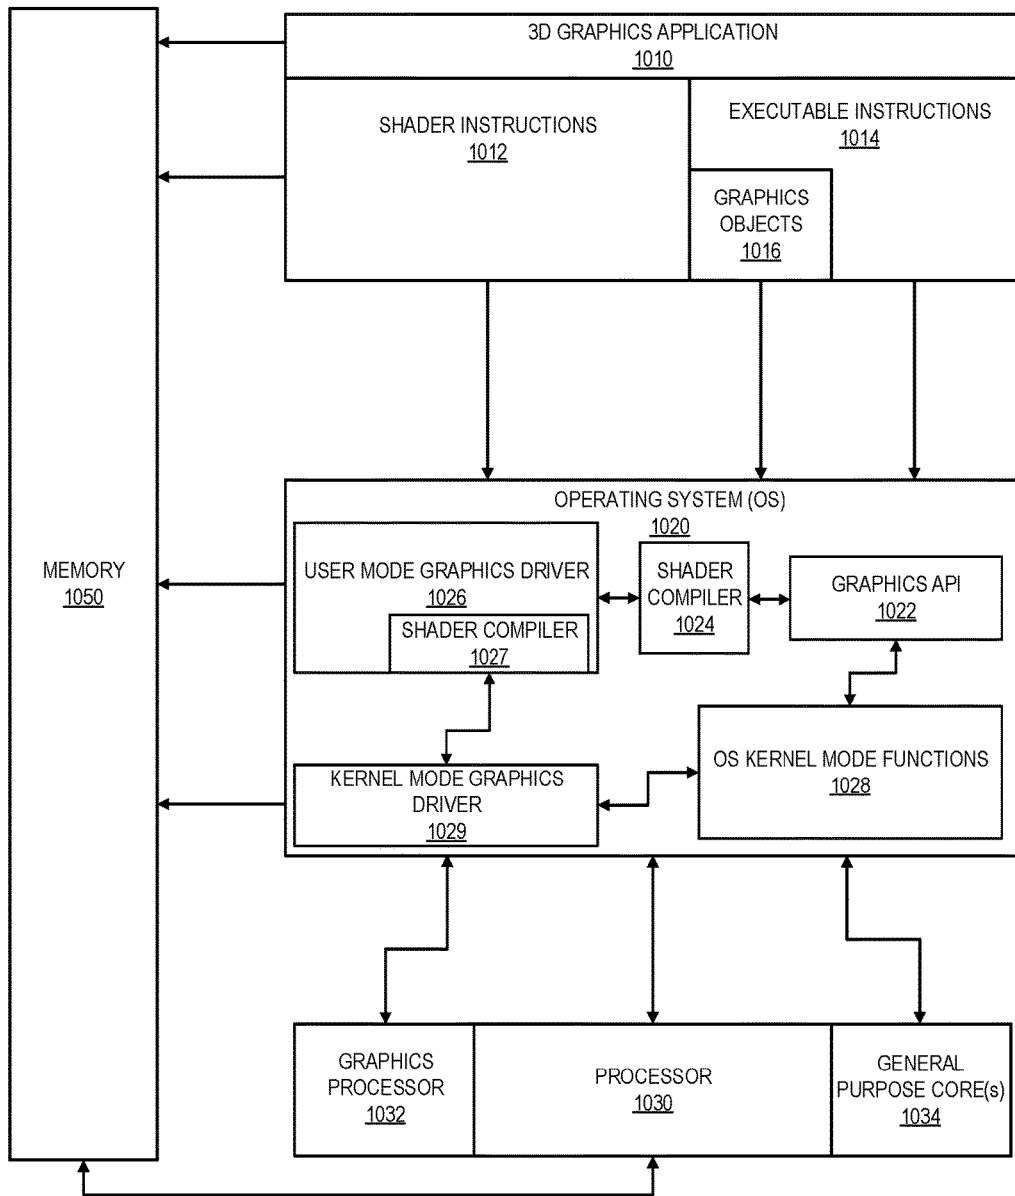 3D GRAPHICS APPLICATION
1010
SHADER INSTRUCTIONS
1012
EXECUTABLE INSTRUCTIONS
1014
GRAPHICS
OBJECTS
1016
MEMORY
1050
OPERATING SYSTEM (OS)
1020
USER MODE GRAPHICS DRIVER
1026
SHADER COMPILER
1027
SHADER
COMPILER
1024
GRAPHICS API
1022
KERNEL MODE GRAPHICS
DRIVER
1029
OS KERNEL MODE FUNCTIONS
1028
GRAPHICS
PROCESSOR
1032
PROCESSOR
1030
GENERAL
PURPOSE CORE(s)
1034